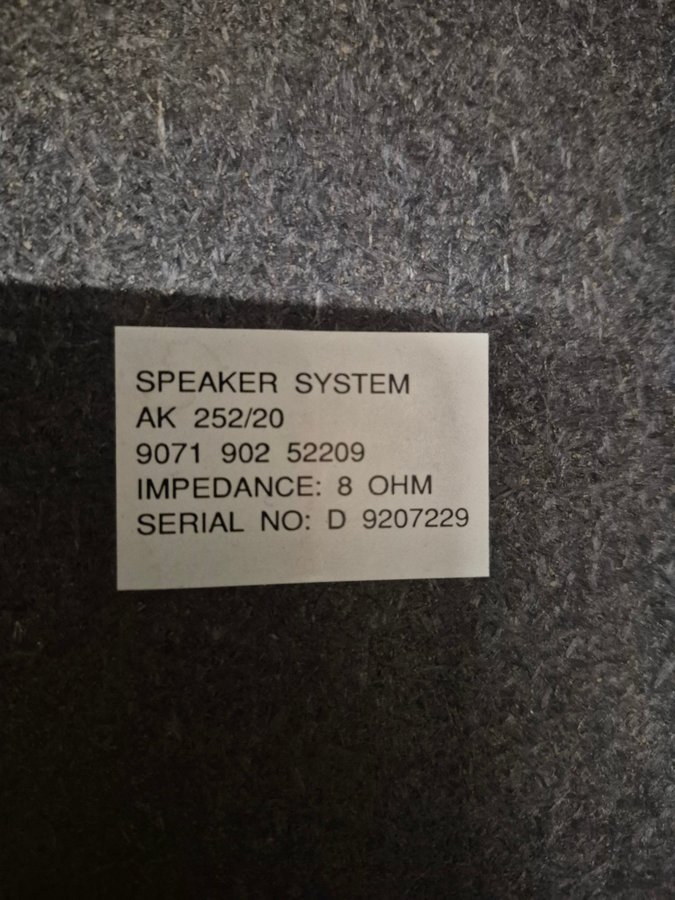 SPEAKER SYSTEM
AK 252/20
9071 902 52209
IMPEDANCE: 8 OHM
SERIAL NO: D 9207229